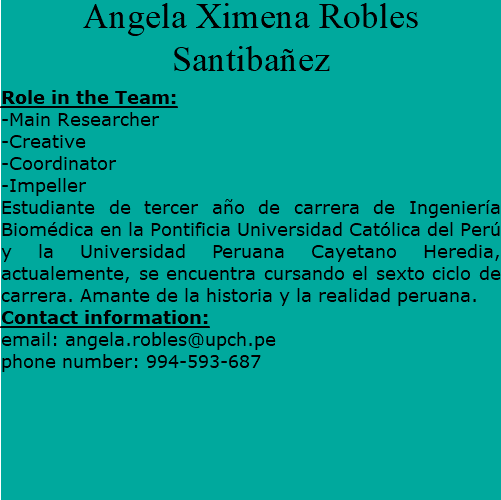 Angela Ximena Robles
Santibañez
Role in the Team:
-Main Researcher
-Creative
-Coordinator
-Impeller
Estudiante de tercer año de carrera de Ingeniería
Biomédica en la Pontificia Universidad Católica del Perú
y la Universidad Peruana Cayetano Heredia,
actualemente, se encuentra cursando el sexto ciclo de
carrera. Amante de la historia y la realidad peruana.
Contact information:
email: angela.robles@upch.pe
phone number: 994-593-687